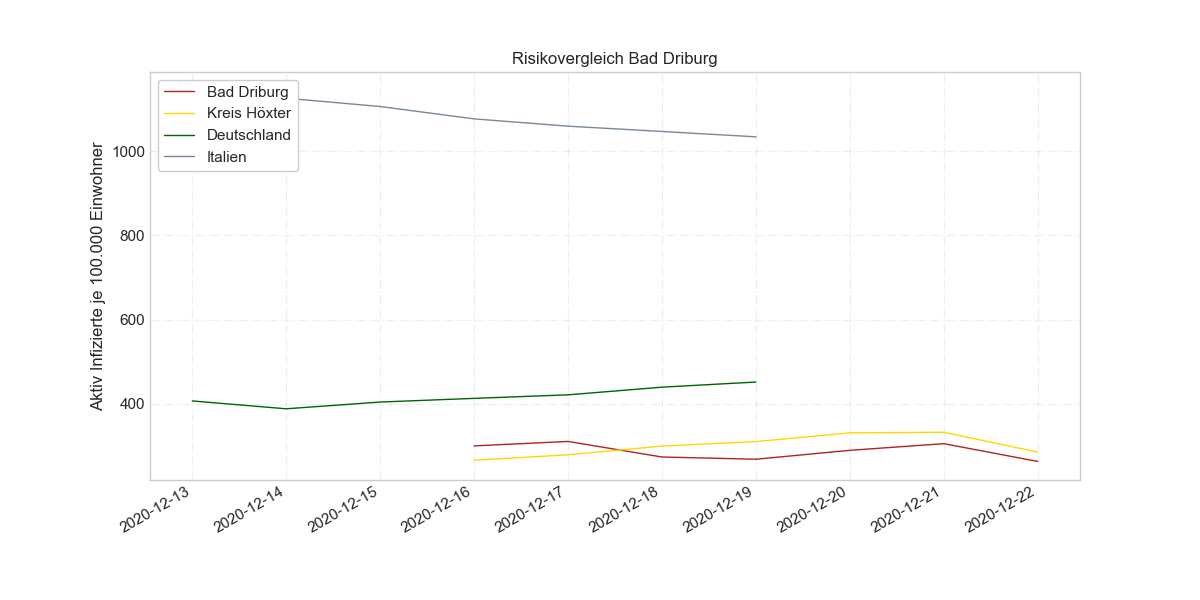 Risikovergleich Bad Driburg
Bad Driburg
Kreis Höxter
Deutschland
Italien
Aktiv Infizierte je 100.000 Einwohner
1000
800
600
400
2020-12-13
2020-12-14
2020-12-15
2020-12-16
2020-12-17
2020-12-18
2020-12-19
2020-12-20
2020-12-21
2020-12-22